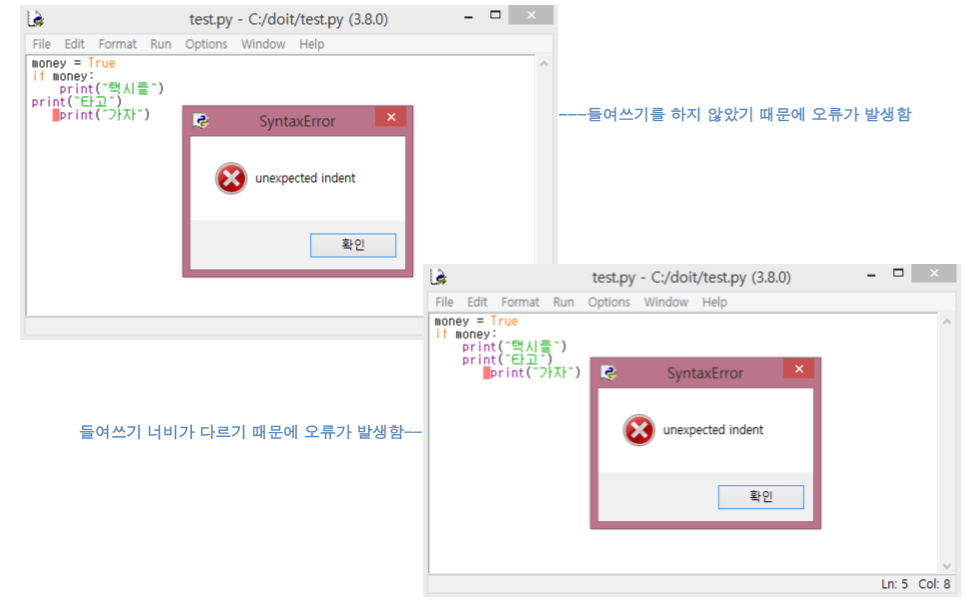 test.py - C:/doit/test.py (3.8.0)
File Edit Format Run Options Window Help
money = True
if money:
    print("택시를")
print("타고")
    print("가자")
SyntaxError
unexpected indent
확인
---들여쓰기를 하지 않았기 때문에 오류가 발생함
test.py - C:/doit/test.py (3.8.0)
File Edit Format Run Options Window Help
money = True
if money:
    print("택시를")
    print("타고")
        print("가자")
SyntaxError
unexpected indent
확인
Ln: 5 Col: 8
들여쓰기 너비가 다르기 때문에 오류가 발생함--